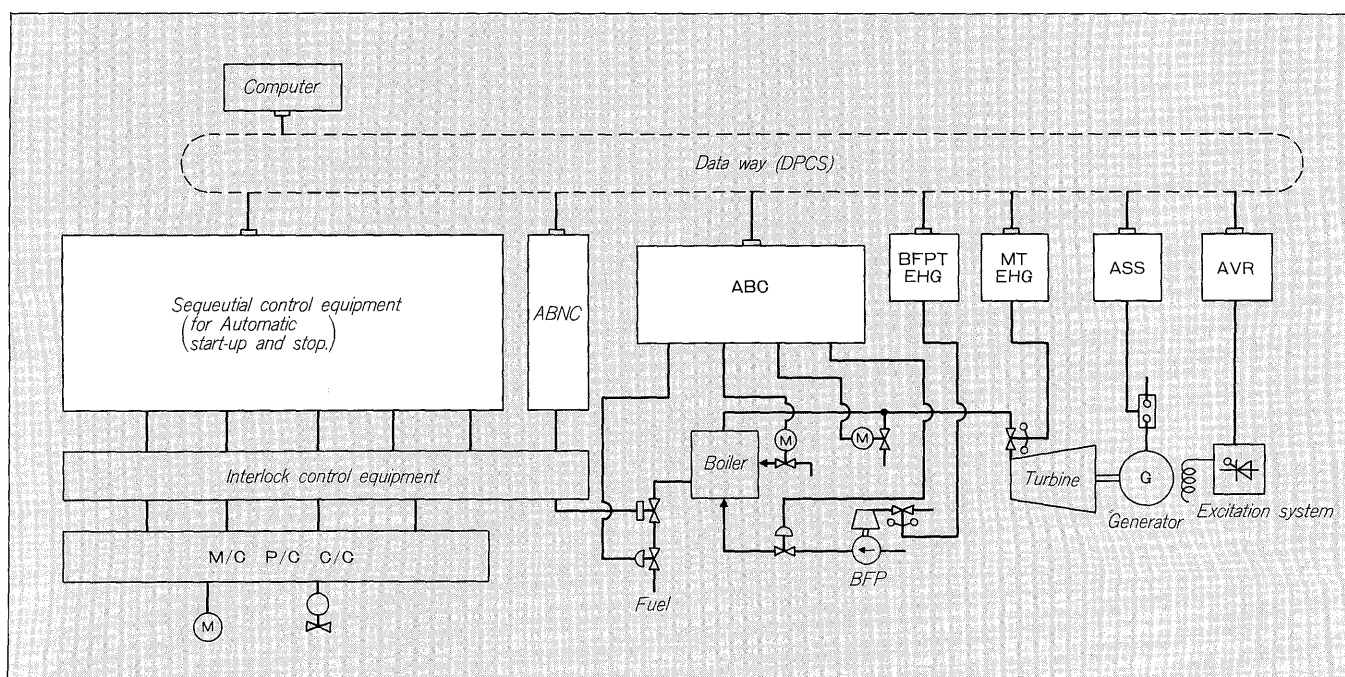 Computer
Data way (DPCS)
Sequeutial control equipment
(for Automatic
start-up and stop.)
ABNC
ABC
BFPT
EHG
MT
EHG
ASS
AVR
Interlock control equipment
M/C P/C C/C
M
Fuel
Boiler
M
M
BFP
Turbine
G
Generator
Excitation system